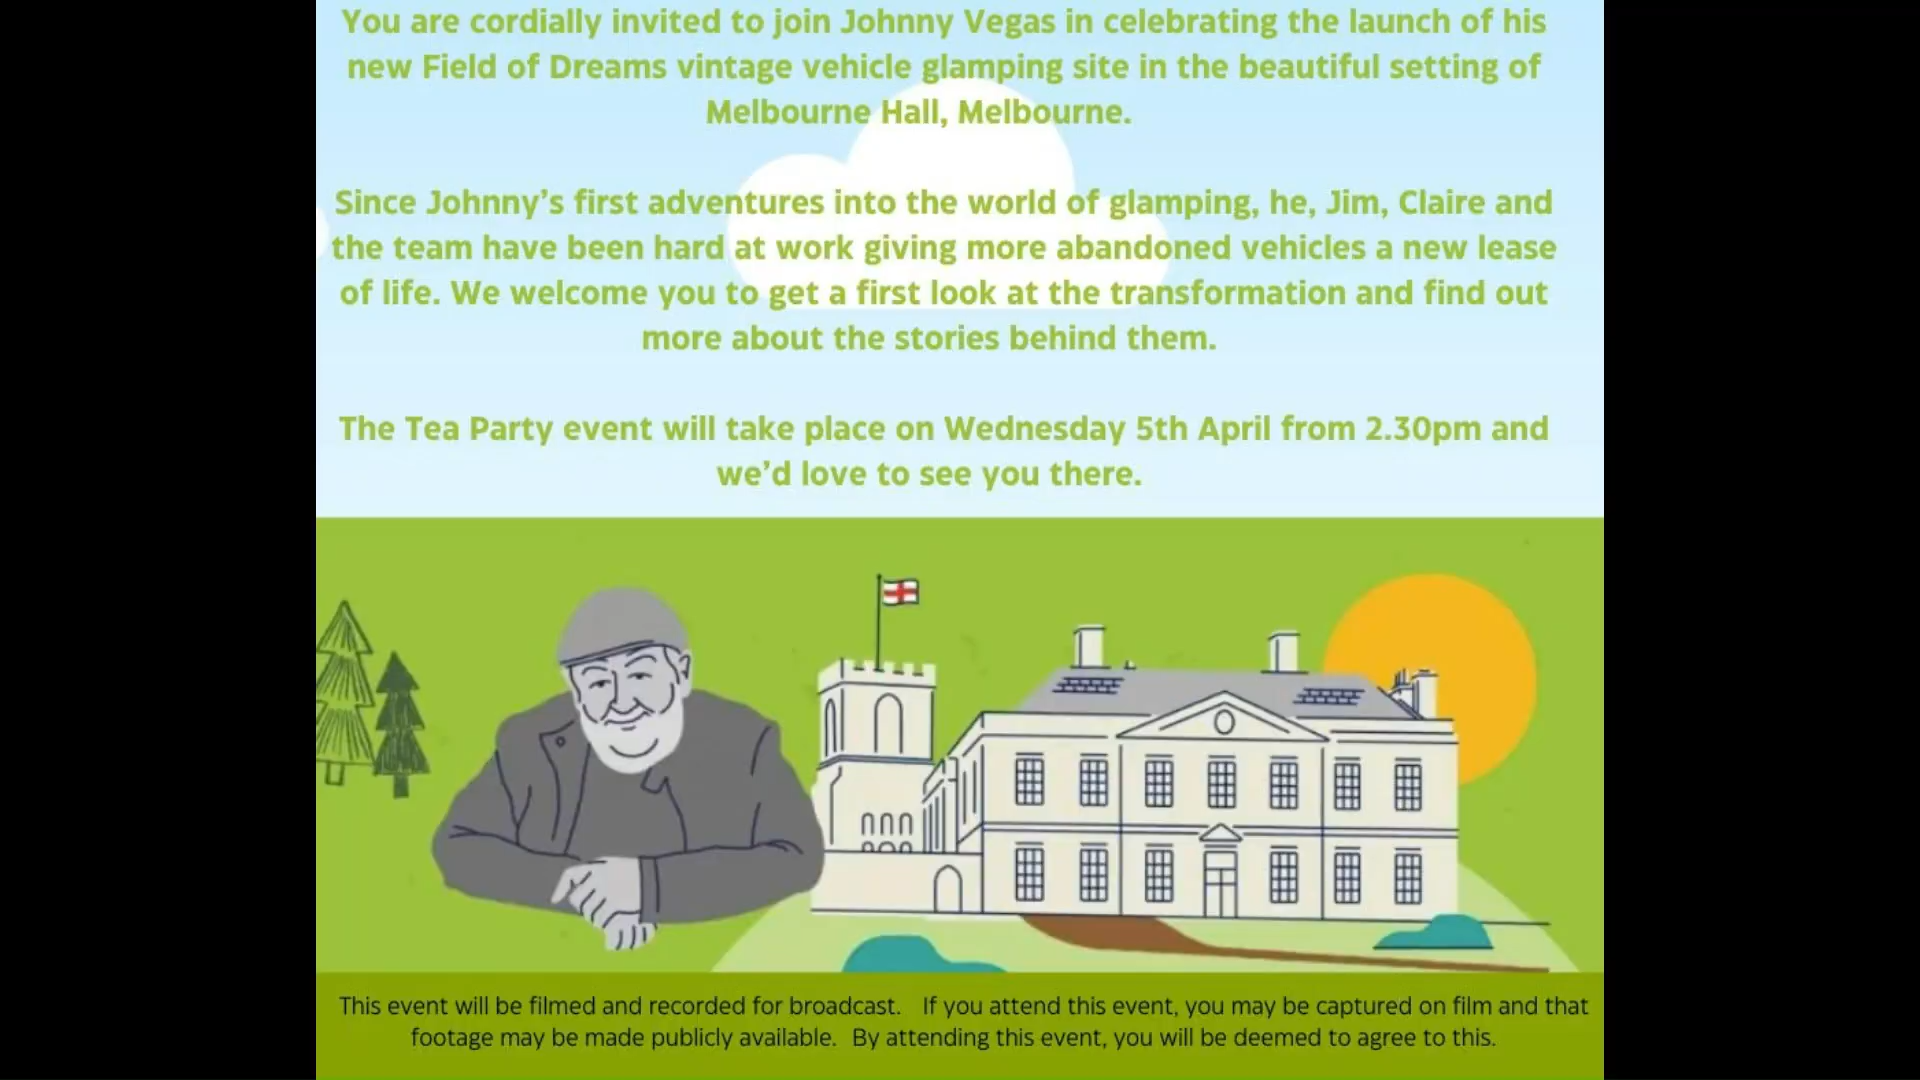 You are cordially invited to join Johnny Vegas in celebrating the launch of his
new Field of Dreams vintage vehicle glamping site in the beautiful setting of
Melbourne Hall, Melbourne.
Since Johnny's first adventures into the world of glamping, he, Jim, Claire and
the team have been hard at work giving more abandoned vehicles a new lease
of life. We welcome you to get a first look at the transformation and find out
more about the stories behind them.
The Tea Party event will take place on Wednesday 5th April from 2.30pm and
we'd love to see you there.
This event will be filmed and recorded for broadcast. If you attend this event, you may be captured on film and that
footage may be made publicly available. By attending this event, you will be deemed to agree to this.